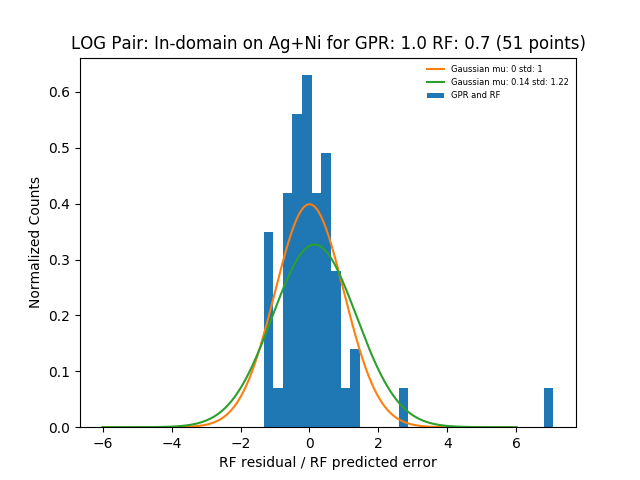 LOG Pair: In-domain on Ag+Ni for GPR: 1.0 RF: 0.7 (51 points)
Gaussian mu: 0 std: 1
Gaussian mu: 0.14 std: 1.22
GPR and RF
Normalized Counts
0.6
0.5
0.4
0.3
0.2
0.1
0.0
−6 −4 −2 0 2 4 6
RF residual / RF predicted error